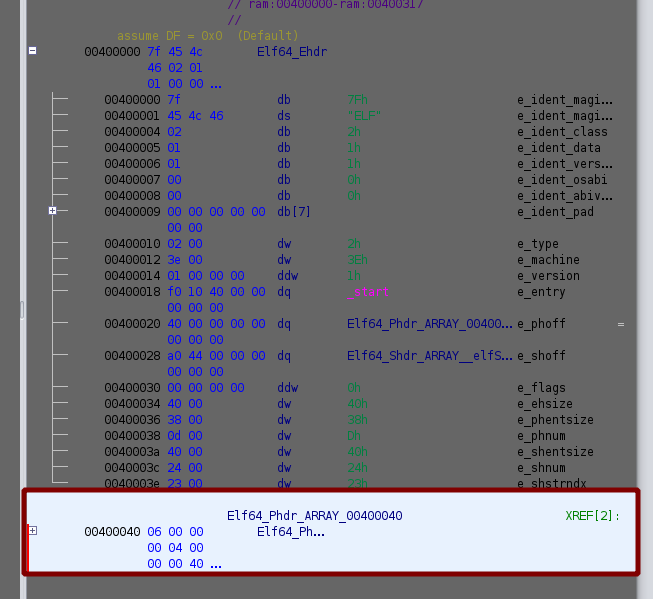 // ram:00400000-ram:00400317
//
assume DF = 0x0 (Default)
00400000 7f 45 4c Elf64_Ehdr
46 02 01
01 00 00 ...
00400000 7f db 7Fh e_ident_magi...
00400001 45 4c 46 ds "ELF" e_ident_magi...
00400004 02 db 2h e_ident_class
00400005 01 db 1h e_ident_data
00400006 01 db 1h e_ident_vers...
00400007 00 db 0h e_ident_osabi
00400008 00 db 0h e_ident_abiv...
00400009 00 00 00 00 00 db[7] e_ident_pad
00 00
00400010 02 00 dw 2h e_type
00400012 3e 00 dw 3Eh e_machine
00400014 01 00 00 00 ddw 1h e_version
00400018 f0 10 40 00 00 dq e_entry
00 00 00
00400020 40 00 00 00 00 dq Elf64_Phdr_ARRAY_00400... e_phoff =
00 00 00
00400028 a0 44 00 00 00 dq Elf64_Shdr_ARRAY__elfS... e_shoff
00 00 00
00400030 00 00 00 00 ddw 0h e_flags
00400034 40 00 dw 40h e_ehsize
00400036 38 00 dw 38h e_phentsize
00400038 0d 00 dw Dh e_phnum
0040003a 40 00 dw 40h e_shentsize
0040003c 24 00 dw 24h e_shnum
0040003e 23 00 dw 23h e_shstrndx
Elf64_Phdr_ARRAY_00400040 XREF[2]:
00400040 06 00 00 Elf64_Ph...
00 04 00
00 00 40 ...